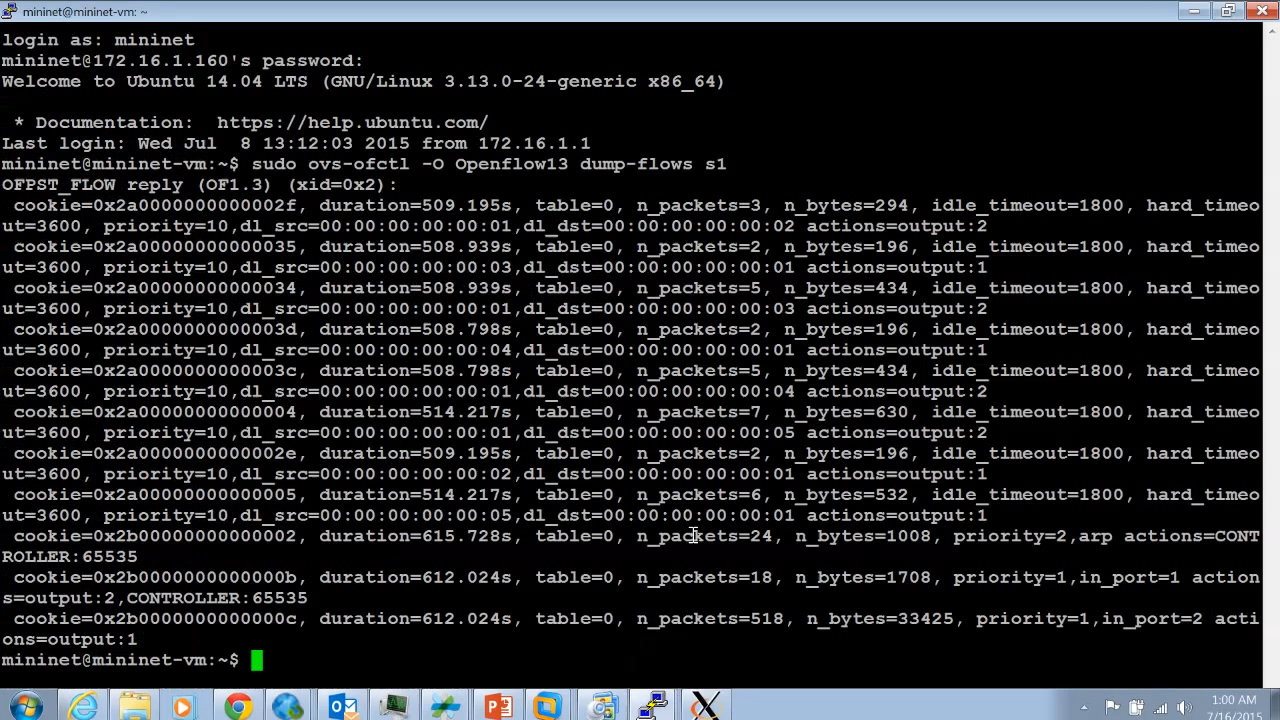 mininet@mininet-vm: ~
login as: mininet
mininet@172.16.1.160's password:
Welcome to Ubuntu 14.04 LTS (GNU/Linux 3.13.0-24-generic x86_64)
* Documentation:  https://help.ubuntu.com/
Last login: Wed Jul  8 13:12:03 2015 from 172.16.1.1
mininet@mininet-vm:~$ sudo ovs-ofctl -O Openflow13 dump-flows s1
OFPST_FLOW reply (OF1.3) (xid=0x2):
cookie=0x2a0000000000002f, duration=509.195s, table=0, n_packets=3, n_bytes=294, idle_timeout=1800, hard_timeo
ut=3600, priority=10,dl_src=00:00:00:00:00:01,dl_dst=00:00:00:00:00:02 actions=output:2
cookie=0x2a00000000000035, duration=508.939s, table=0, n_packets=2, n_bytes=196, idle_timeout=1800, hard_timeo
ut=3600, priority=10,dl_src=00:00:00:00:00:03,dl_dst=00:00:00:00:00:01 actions=output:1
cookie=0x2a00000000000034, duration=508.939s, table=0, n_packets=5, n_bytes=434, idle_timeout=1800, hard_timeo
ut=3600, priority=10,dl_src=00:00:00:00:00:01,dl_dst=00:00:00:00:00:03 actions=output:2
cookie=0x2a0000000000003d, duration=508.798s, table=0, n_packets=2, n_bytes=196, idle_timeout=1800, hard_timeo
ut=3600, priority=10,dl_src=00:00:00:00:00:04,dl_dst=00:00:00:00:00:01 actions=output:1
cookie=0x2a0000000000003c, duration=508.798s, table=0, n_packets=5, n_bytes=434, idle_timeout=1800, hard_timeo
ut=3600, priority=10,dl_src=00:00:00:00:00:01,dl_dst=00:00:00:00:00:04 actions=output:2
cookie=0x2a00000000000004, duration=514.217s, table=0, n_packets=7, n_bytes=630, idle_timeout=1800, hard_timeo
ut=3600, priority=10,dl_src=00:00:00:00:00:01,dl_dst=00:00:00:00:00:05 actions=output:2
cookie=0x2a0000000000002e, duration=509.195s, table=0, n_packets=2, n_bytes=196, idle_timeout=1800, hard_timeo
ut=3600, priority=10,dl_src=00:00:00:00:00:02,dl_dst=00:00:00:00:00:01 actions=output:1
cookie=0x2a00000000000005, duration=514.217s, table=0, n_packets=6, n_bytes=532, idle_timeout=1800, hard_timeo
ut=3600, priority=10,dl_src=00:00:00:00:00:05,dl_dst=00:00:00:00:00:01 actions=output:1
cookie=0x2b00000000000002, duration=615.728s, table=0, n_packets=24, n_bytes=1008, priority=2,arp actions=CONT
ROLLER:65535
cookie=0x2b0000000000000b, duration=612.024s, table=0, n_packets=18, n_bytes=1708, priority=1,in_port=1 action
s=output:2,CONTROLLER:65535
cookie=0x2b0000000000000c, duration=612.024s, table=0, n_packets=518, n_bytes=33425, priority=1,in_port=2 acti
ons=output:1
mininet@mininet-vm:~$
1:00 AM
7/16/2015